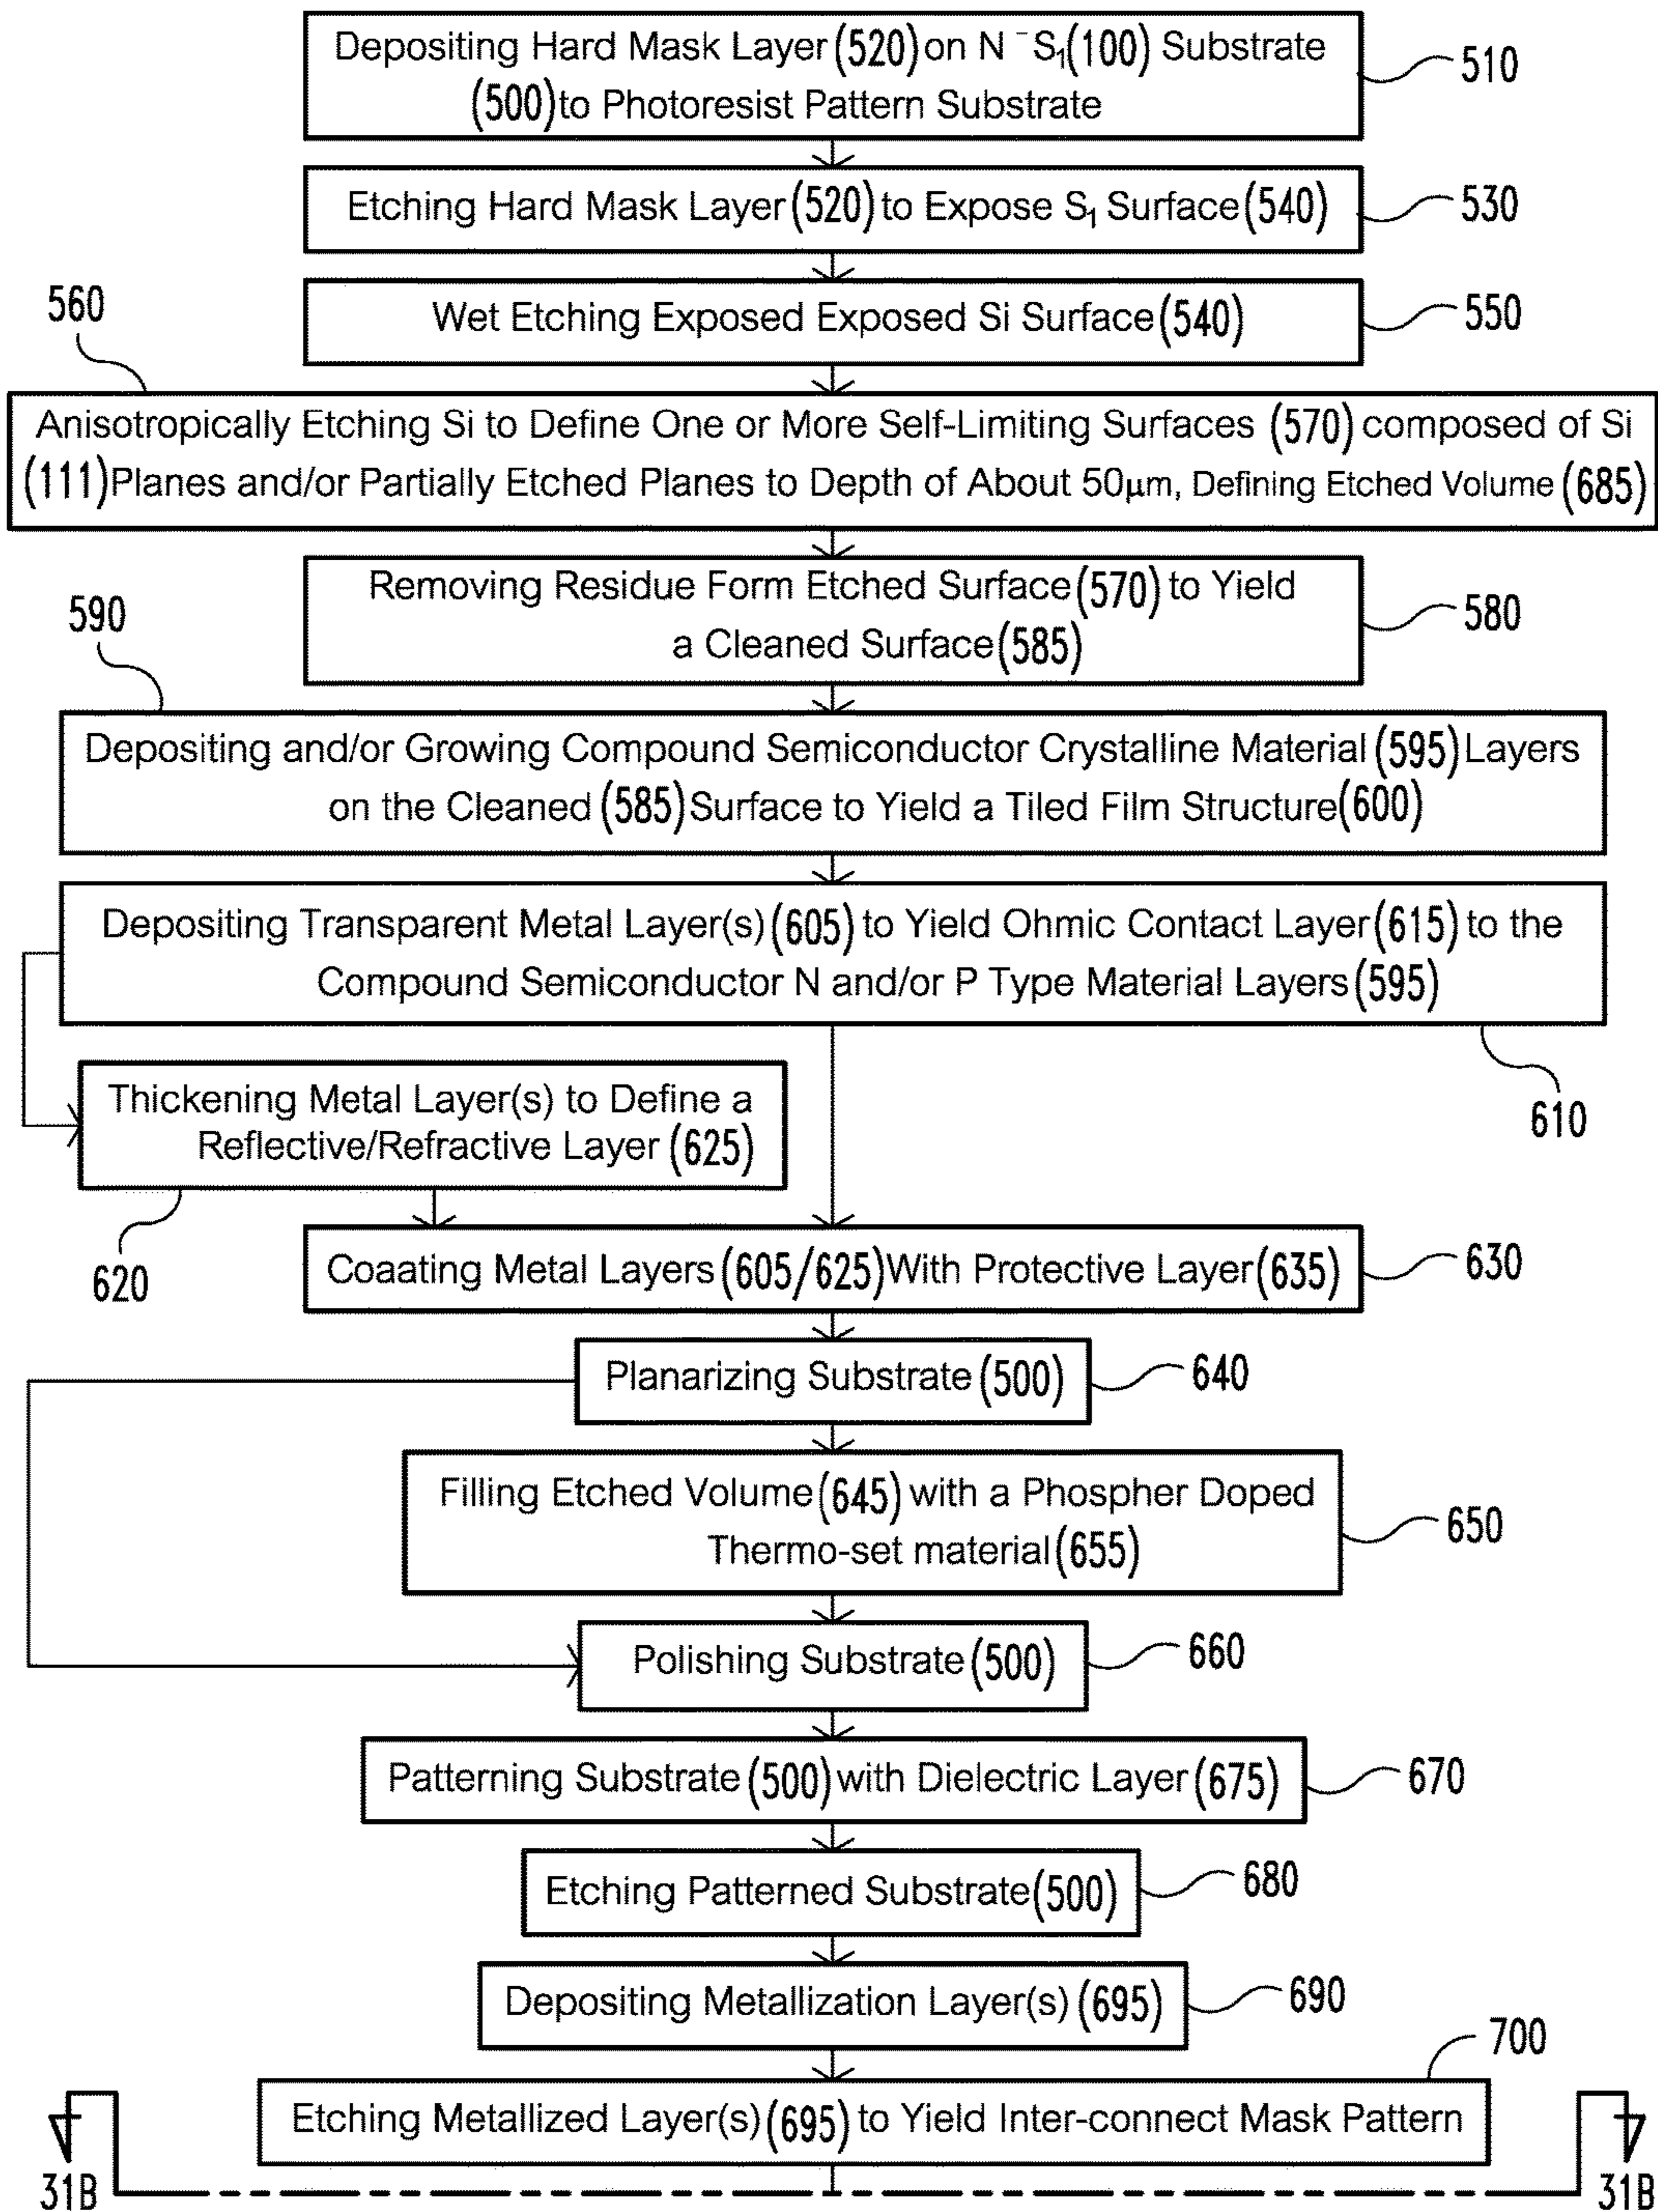 Depositing Hard Mask Layer (520) on N⁻S₁(100) Substrate
(500) to Photoresist Pattern Substrate
510
Etching Hard Mask Layer (520) to Expose S₁ Surface (540)
530
560
Wet Etching Exposed Exposed Si Surface (540)
550
Anisotropically Etching Si to Define One or More Self-Limiting Surfaces (570) composed of Si
(111) Planes and/or Partially Etched Planes to Depth of About 50μm, Defining Etched Volume (685)
Removing Residue Form Etched Surface (570) to Yield
a Cleaned Surface (585)
580
590
Depositing and/or Growing Compound Semiconductor Crystalline Material (595) Layers
on the Cleaned (585) Surface to Yield a Tiled Film Structure (600)
Depositing Transparent Metal Layer(s) (605) to Yield Ohmic Contact Layer (615) to the
Compound Semiconductor N and/or P Type Material Layers (595)
610
Thickening Metal Layer(s) to Define a
Reflective/Refractive Layer (625)
620
Coaating Metal Layers (605/625) With Protective Layer (635)
630
Planarizing Substrate (500)
640
Filling Etched Volume (645) with a Phospher Doped
Thermo-set material (655)
650
Polishing Substrate (500)
660
Patterning Substrate (500) with Dielectric Layer (675)
670
Etching Patterned Substrate (500)
680
Depositing Metallization Layer(s) (695)
690
700
Etching Metallized Layer(s) (695) to Yield Inter-connect Mask Pattern
31B
31B